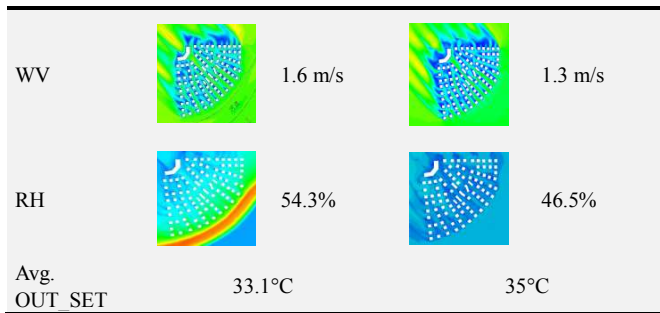 WV 1.6 m/s 1.3 m/s
RH 54.3% 46.5%
Avg.
OUT_SET 33.1°C 35°C